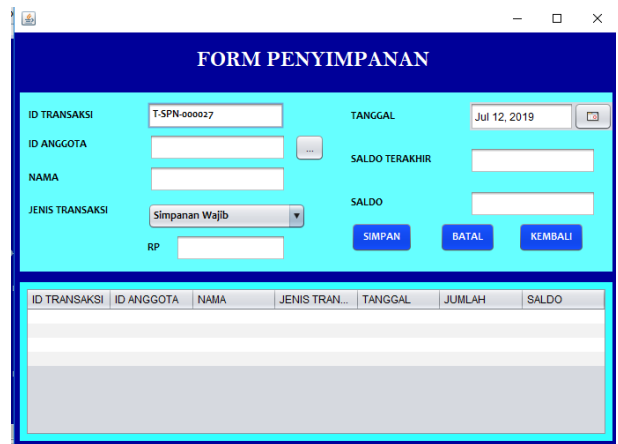 FORM PENYIMPANAN
ID TRANSAKSI T-SPN-000027 TANGGAL Jul 12, 2019
ID ANGGOTA ...
SALDO TERAKHIR
NAMA
JENIS TRANSAKSI Simpanan Wajib SALDO
RP SIMPAN BATAL KEMBALI
ID TRANSAKSI ID ANGGOTA NAMA JENIS TRAN... TANGGAL JUMLAH SALDO